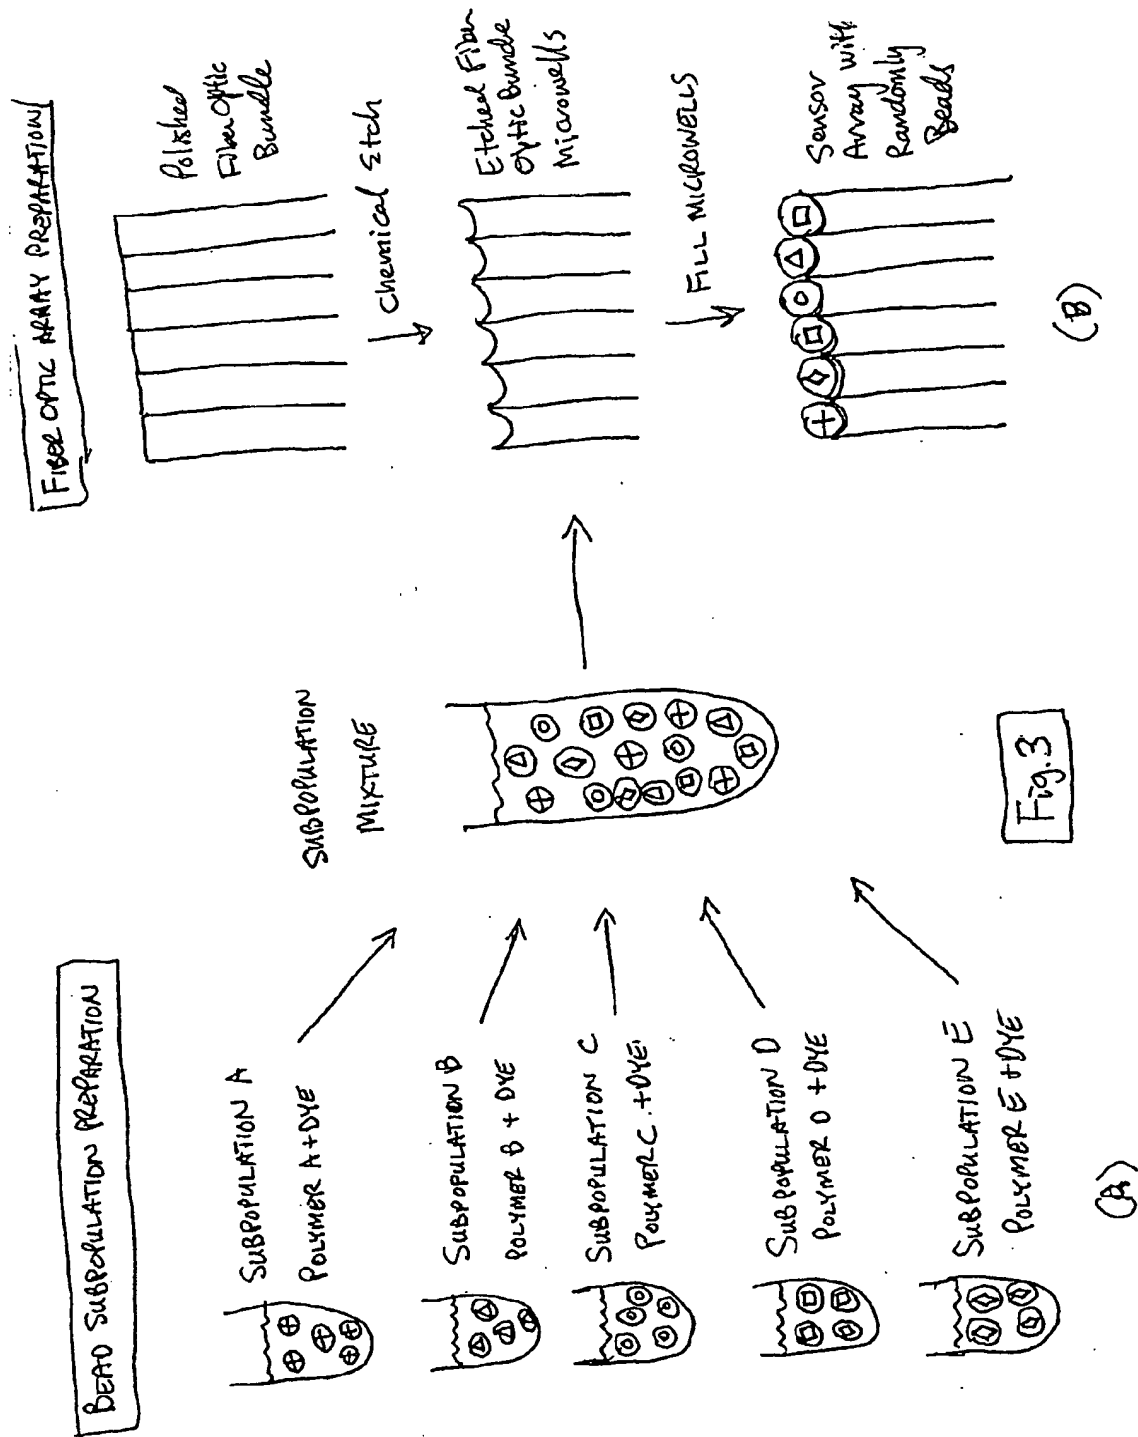 BEAD SUBPOPULATION PREPARATION
SUBPOPULATION A
POLYMER A+DYE
SUBPOPULATION B
POLYMER B + DYE
SUBPOPULATION C
POLYMER C.+DYE
SUBPOPULATION D
POLYMER D + DYE
SUBPOPULATION E
POLYMER E+DYE
(A)
SUBPOPULATION
MIXTURE
FIBER OPTIC ARRAY PREPARATION
Polished
Fiber Optic
Bundle
Chemical Etch
Etched Fiber
Optic Bundle
Microwells
FILL MICROWELLS
Sensor
Array with
Randomly
Beads
(B)
Fig. 3